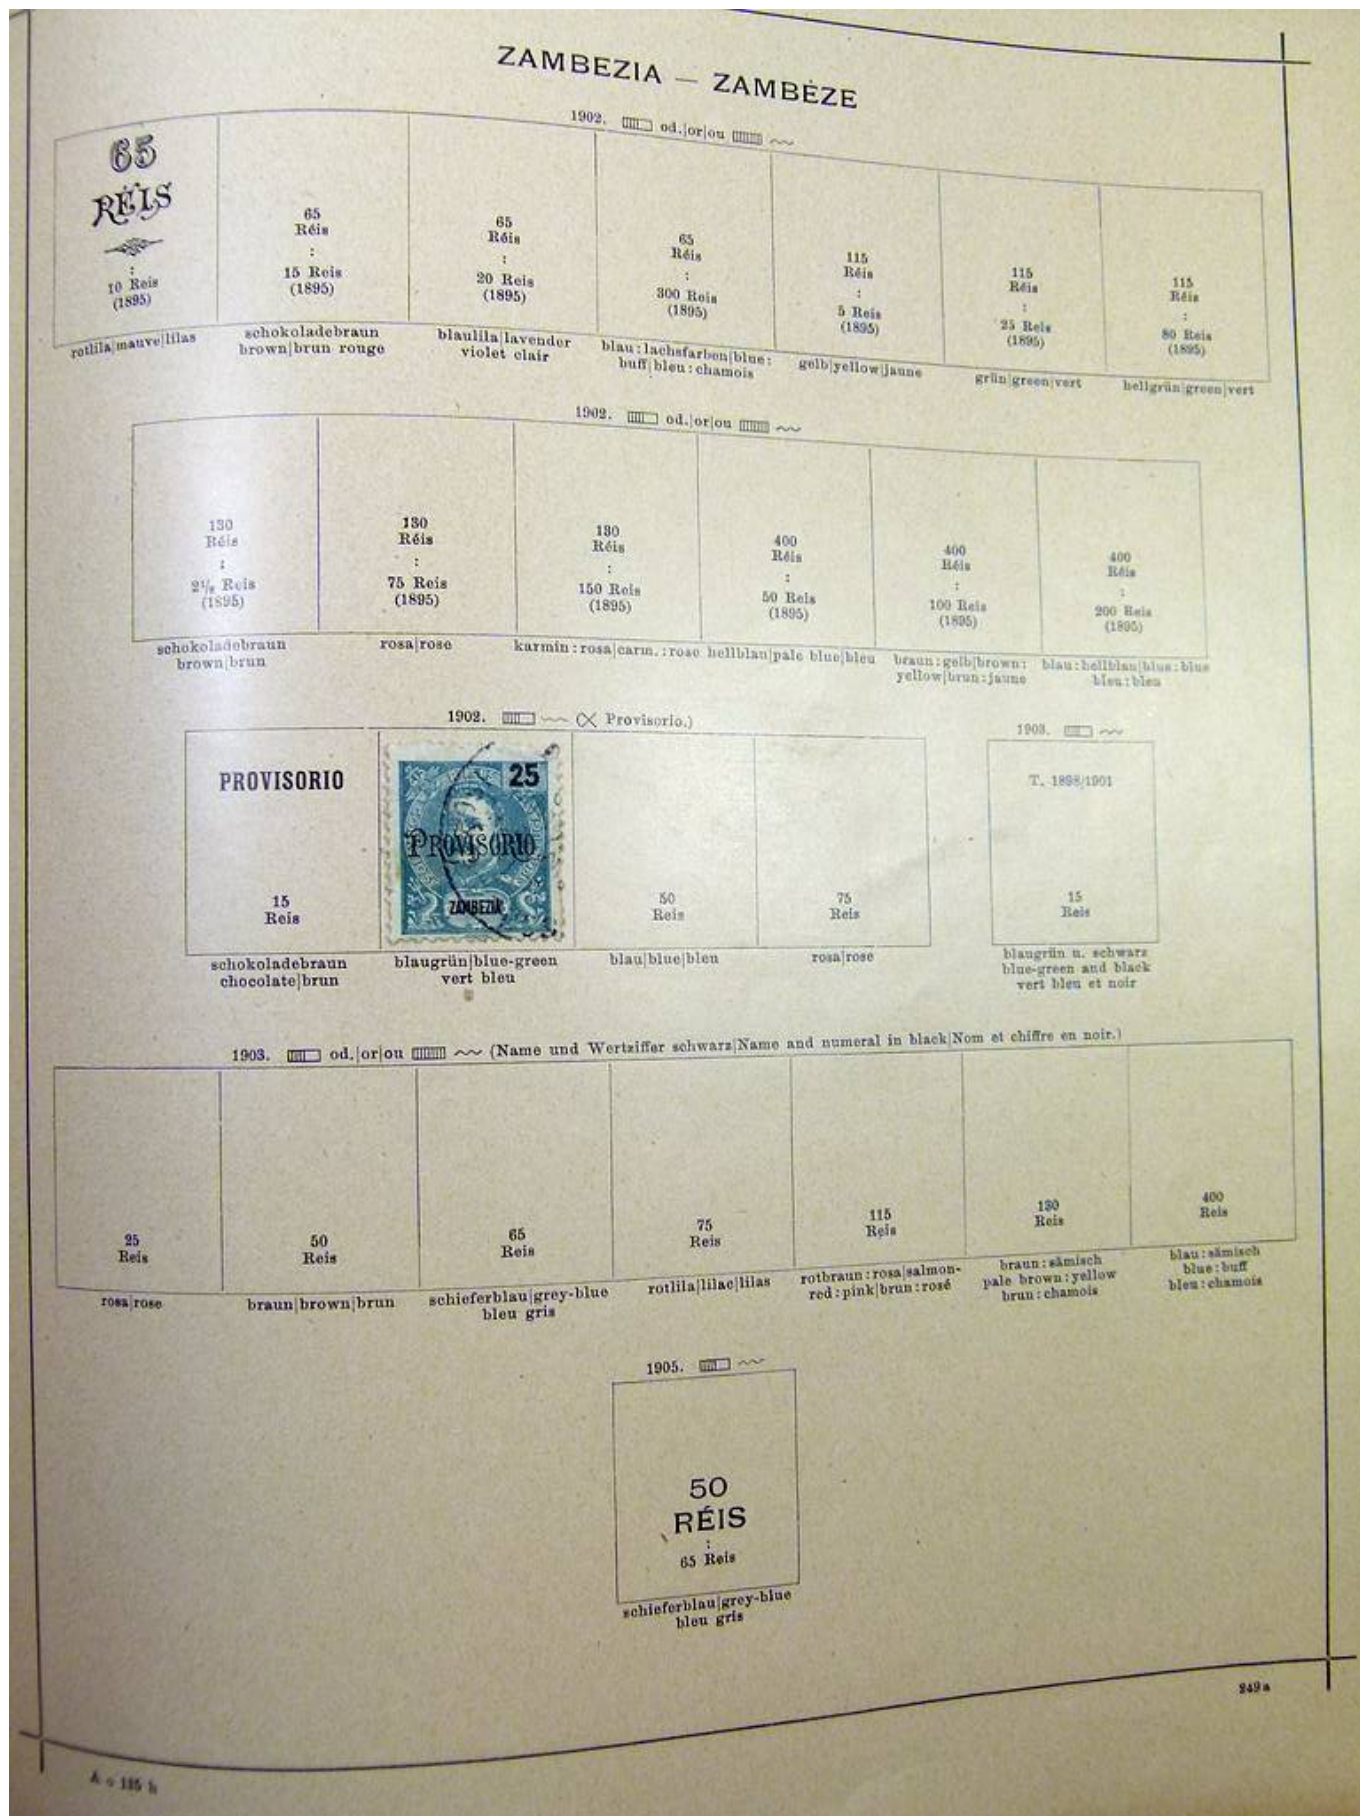 ZAMBEZIA — ZAMBÈZE
1902. od.|or|ou
65
RÉIS
:
10 Reis
(1895)
rotlila|mauve|lilas
65
Réis
:
15 Reis
(1895)
schokoladebraun
brown|brun rouge
65
Réis
:
20 Reis
(1895)
blaulila|lavender
violet clair
65
Réis
:
300 Reis
(1895)
blau:lachsfarben|blue:
buff|bleu:chamois
115
Réis
:
5 Reis
(1895)
gelb|yellow|jaune
115
Réis
:
25 Reis
(1895)
grün|green|vert
115
Réis
:
80 Reis
(1895)
hellgrün|green|vert
1902. od.|or|ou
130
Réis
:
2½ Reis
(1895)
schokoladebraun
brown|brun
130
Réis
:
75 Reis
(1895)
rosa|rose
130
Réis
:
150 Reis
(1895)
karmin:rosa|carm.:rose
400
Réis
:
50 Reis
(1895)
hellblau|pale blue|bleu
400
Réis
:
100 Reis
(1895)
braun:gelb|brown:
yellow|brun:jaune
400
Réis
:
200 Reis
(1895)
blau:hellblau|blue:blue
bleu:bleu
1902. (X Provisorio.)
PROVISORIO
15
Reis
schokoladebraun
chocolate|brun
25
PROVISORIO
ZAMBEZIA
blaugrün|blue-green
vert bleu
50
Reis
blau|blue|bleu
75
Reis
rosa|rose
1903.
T. 1898/1901
15
Reis
blaugrün u. schwarz
blue-green and black
vert bleu et noir
1903. od.|or|ou (Name und Wertziffer schwarz|Name and numeral in black|Nom et chiffre en noir.)
25
Reis
rosa|rose
50
Reis
braun|brown|brun
65
Reis
schieferblau|grey-blue
bleu gris
75
Reis
rotlila|lilac|lilas
115
Reis
rotbraun:rosa|salmon-
red:pink|brun:rosé
130
Reis
braun:sämisch
pale brown:yellow
brun:chamois
400
Reis
blau:sämisch
blue:buff
bleu:chamois
1905.
50
RÉIS
:
65 Reis
schieferblau|grey-blue
bleu gris
249a